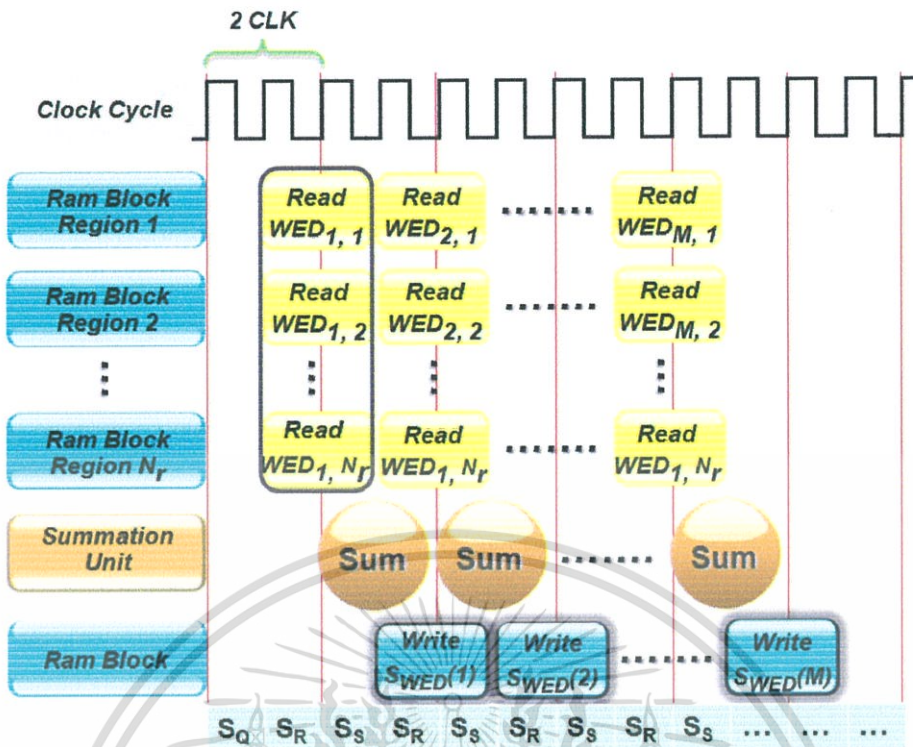 2 CLK
Clock Cycle
Ram Block
Region 1
Read
WED1, 1
Read
WED2, 1
Read
WEDM, 1
Ram Block
Region 2
Read
WED1, 2
Read
WED2, 2
Read
WEDM, 2
Ram Block
Region Nr
Read
WED1, Nr
Read
WED1, Nr
Read
WED1, Nr
Summation
Unit
Sum
Sum
Sum
Ram Block
Write
SWED(1)
Write
SWED(2)
Write
SWED(M)
SQ SR SS SR SS SR SS SR SS ... ... ...